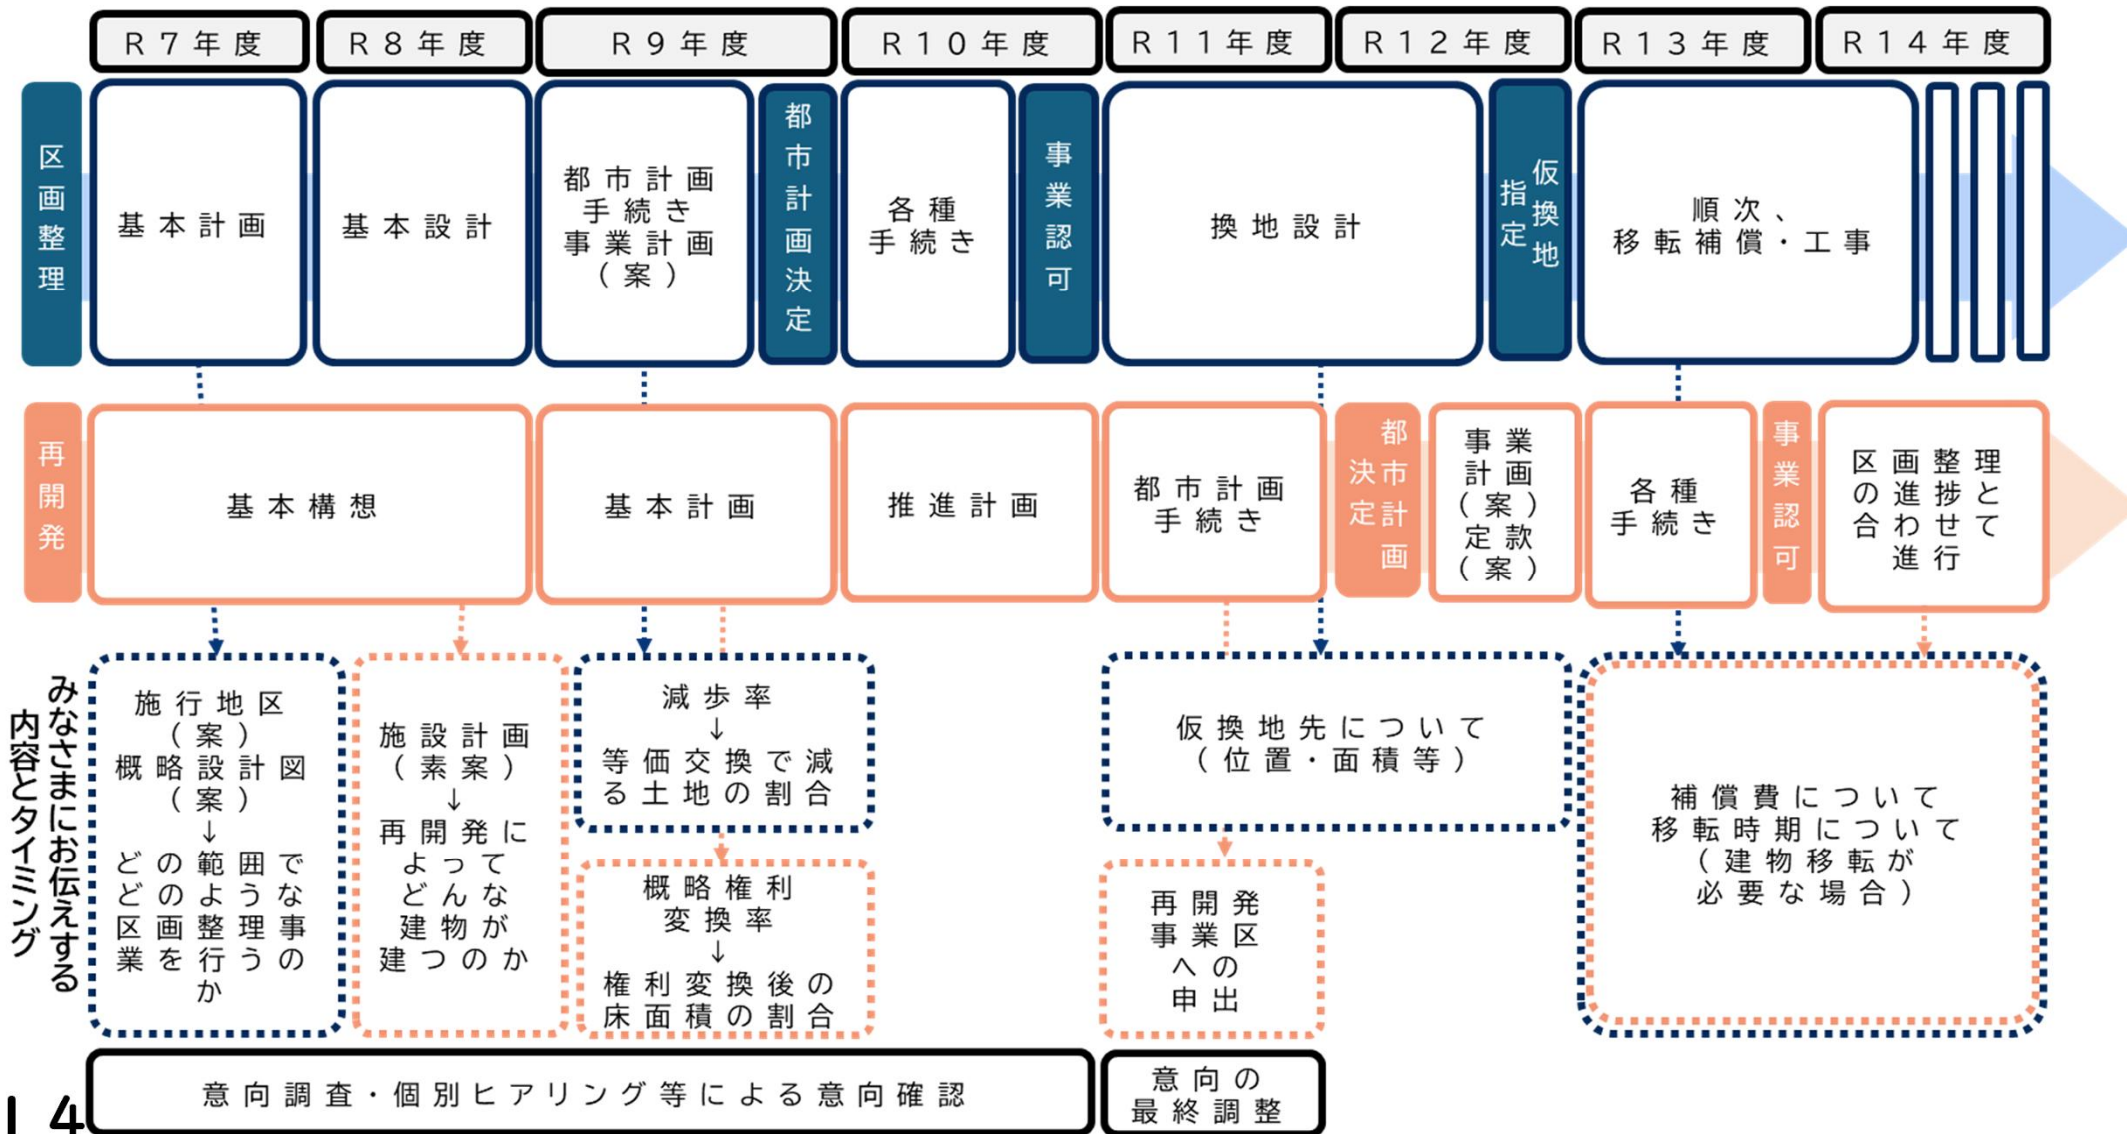 R7年度
R8年度
R9年度
R10年度
R11年度
R12年度
R13年度
R14年度
区画整理
基本計画
基本設計
都市計画
手続き
事業計画
（案）
都市計画決定
各種
手続き
事業認可
換地設計
仮換地
指定
順次、
移転補償・工事
再開発
基本構想
基本計画
推進計画
都市計画
手続き
都市計画
決定
事業
計画
（案）
定款
（案）
各種
手続き
事業認可
区画整理と
の進捗せて
合わ
進行
みなさまにお伝えする
内容とタイミング
施行地区
（案）
概略設計図
（案）
↓
どの範囲で
どのような
区画整理事
業を行うの
か
施設計画
（素案）
↓
再開発に
よって
どんな
建物が
建つのか
減歩率
↓
等価交換で減
る土地の割合
概略権利
変換率
↓
権利変換後の
床面積の割合
仮換地先について
（位置・面積等）
再開発
事業区
への
申出
補償費について
移転時期について
（建物移転が
必要な場合）
意向調査・個別ヒアリング等による意向確認
意向の
最終調整
14